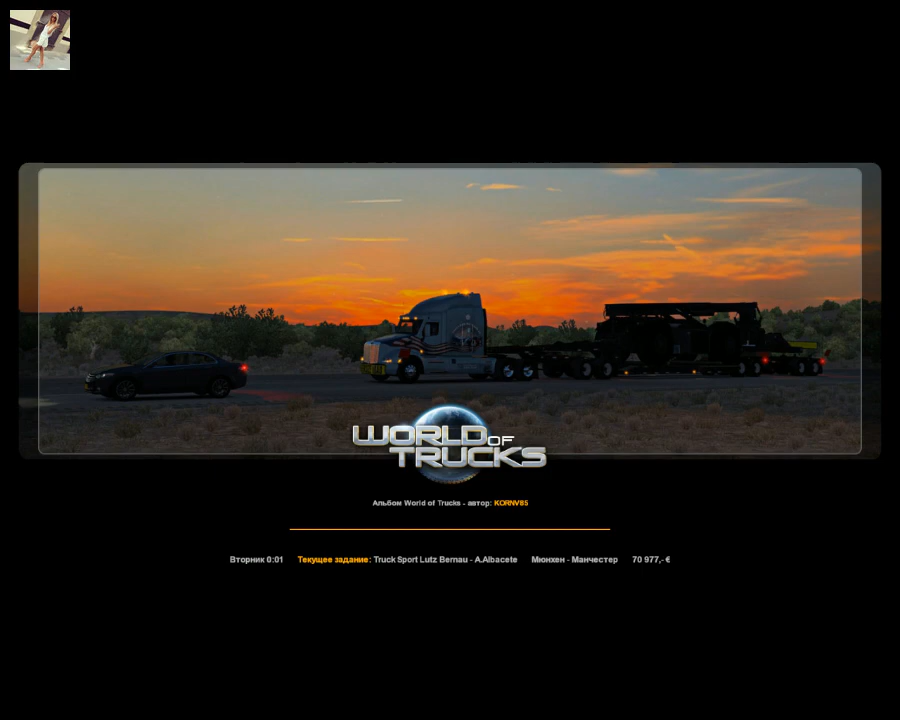 WORLD OF
TRUCKS
Альбом World of Trucks - автор: KORNV85
Вторник 0:01 Текущее задание: Truck Sport Lutz Bernau - A.Albacete Мюнхен - Манчестер 70 977,- €